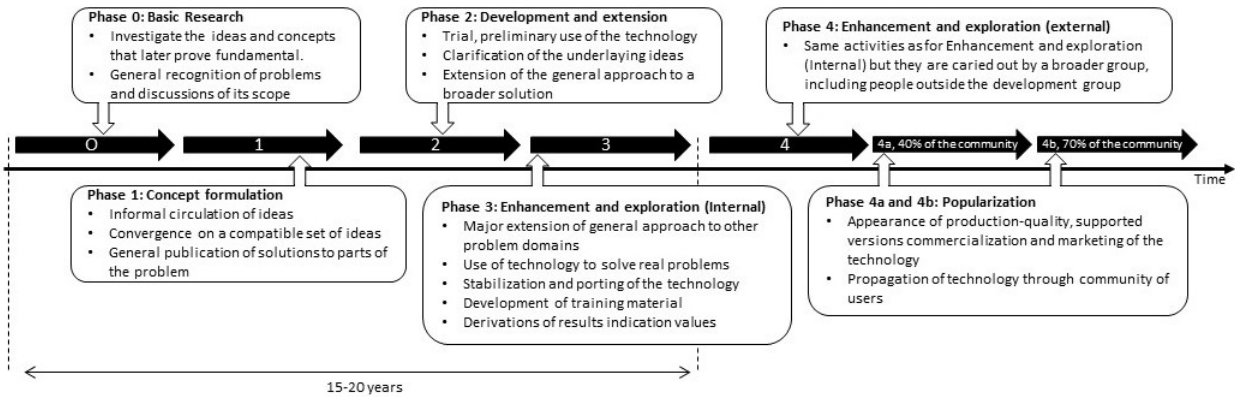 Phase 0: Basic Research
• Investigate the ideas and concepts
that later prove fundamental.
• General recognition of problems
and discussions of its scope
Phase 2: Development and extension
• Trial, preliminary use of the technology
• Clarification of the underlaying ideas
• Extension of the general approach to a
broader solution
Phase 4: Enhancement and exploration (external)
• Same activities as for Enhancement and exploration
(Internal) but they are caried out by a broader group,
including people outside the development group
0
1
2
3
4
4a, 40% of the community
4b, 70% of the community
Time
Phase 1: Concept formulation
• Informal circulation of ideas
• Convergence on a compatible set of ideas
• General publication of solutions to parts of
the problem
Phase 3: Enhancement and exploration (Internal)
• Major extension of general approach to other
problem domains
• Use of technology to solve real problems
• Stabilization and porting of the technology
• Development of training material
• Derivations of results indication values
Phase 4a and 4b: Popularization
• Appearance of production-quality, supported
versions commercialization and marketing of the
technology
• Propagation of technology through community of
users
15-20 years